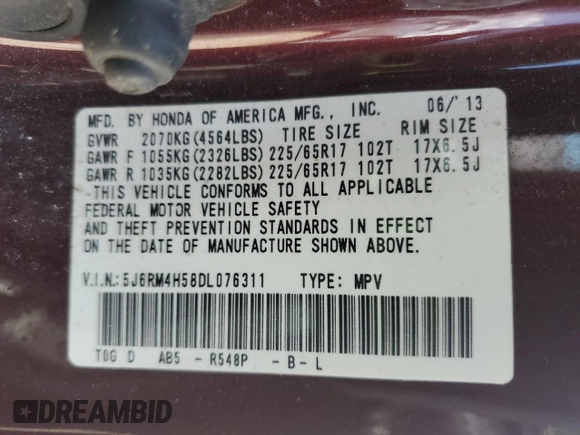 MFD. BY HONDA OF AMERICA MFG., INC. 06/'13
GVWR 2070KG(4564LBS) TIRE SIZE RIM SIZE
GAWR F 1055KG(2326LBS) 225/65R17 102T 17X6.5J
GAWR R 1035KG(2282LBS) 225/65R17 102T 17X6.5J
THIS VEHICLE CONFORMS TO ALL APPLICABLE
FEDERAL MOTOR VEHICLE SAFETY
AND THEFT PREVENTION STANDARDS IN EFFECT
ON THE DATE OF MANUFACTURE SHOWN ABOVE.
V.I.N.: 5J6RM4H58DL076311 TYPE: MPV
T0G D AB5 - R548P - B - L
DREAMBID